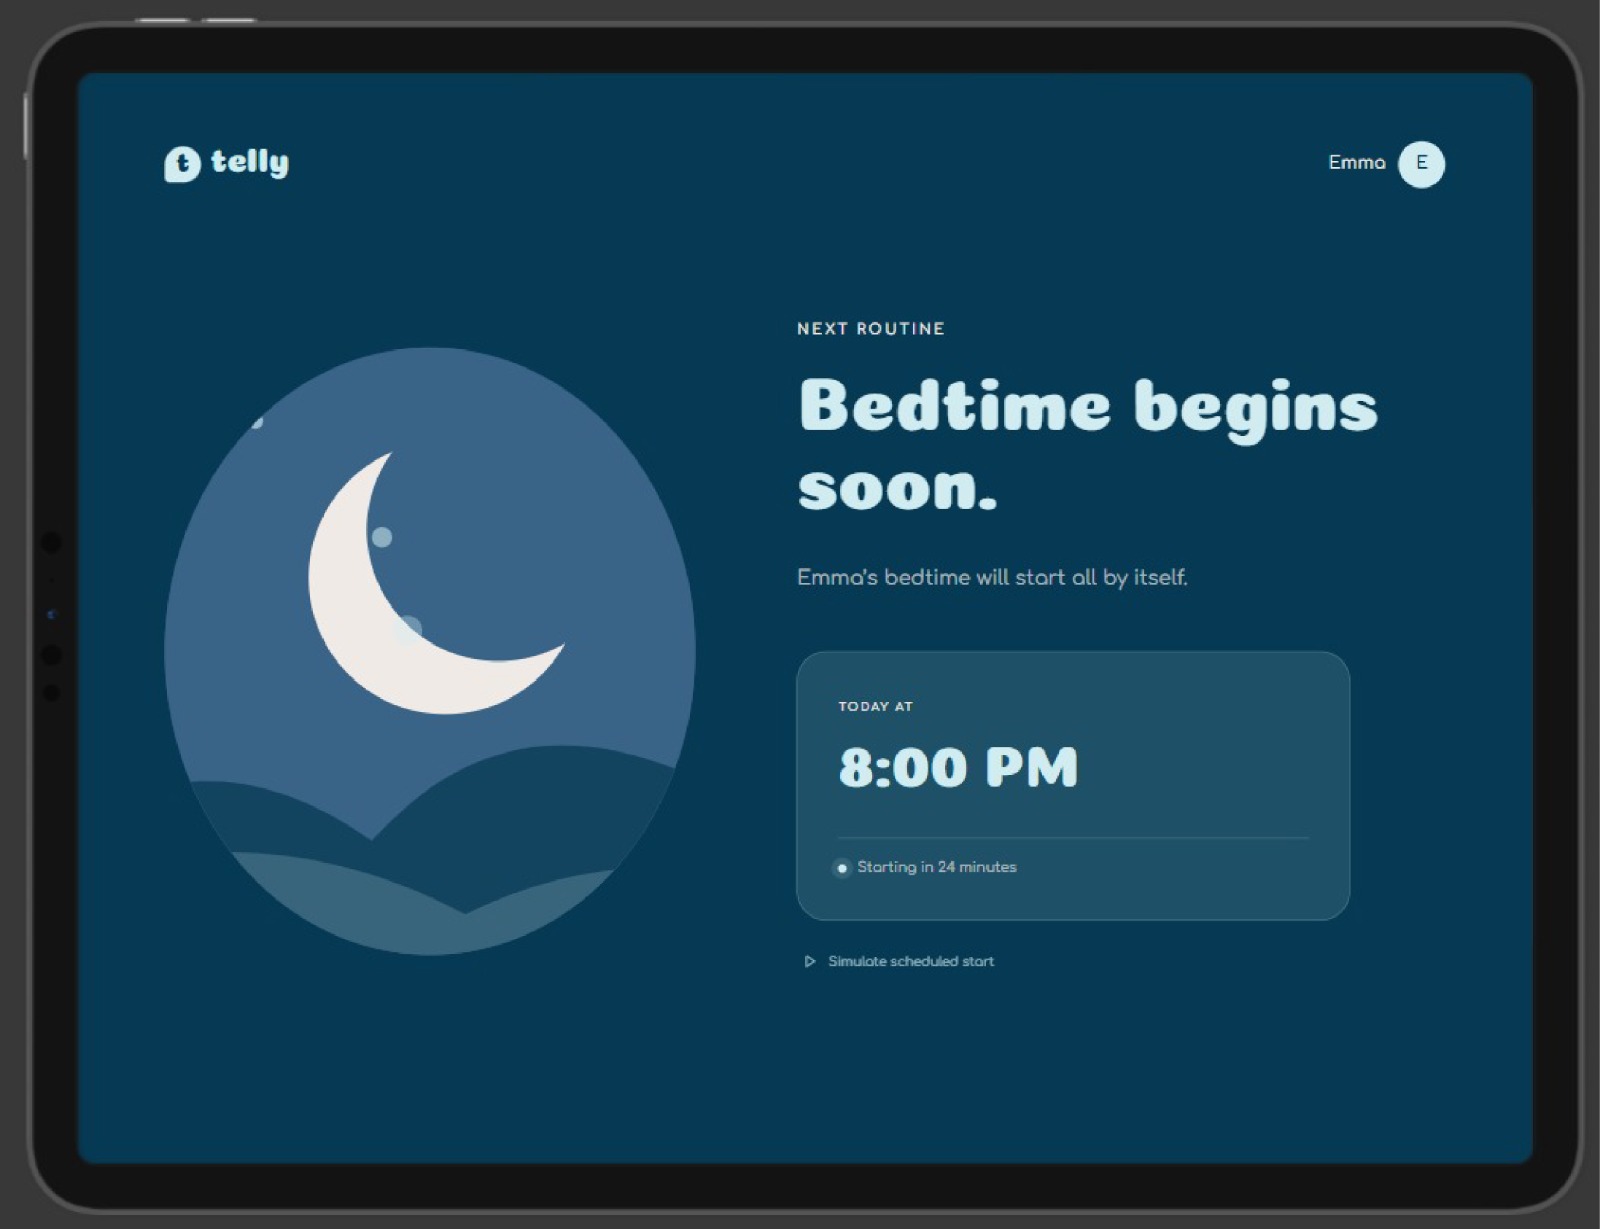 t telly
Emma E
NEXT ROUTINE
Bedtime begins
soon.
Emma's bedtime will start all by itself.
TODAY AT
8:00 PM
Starting in 24 minutes
Simulate scheduled start